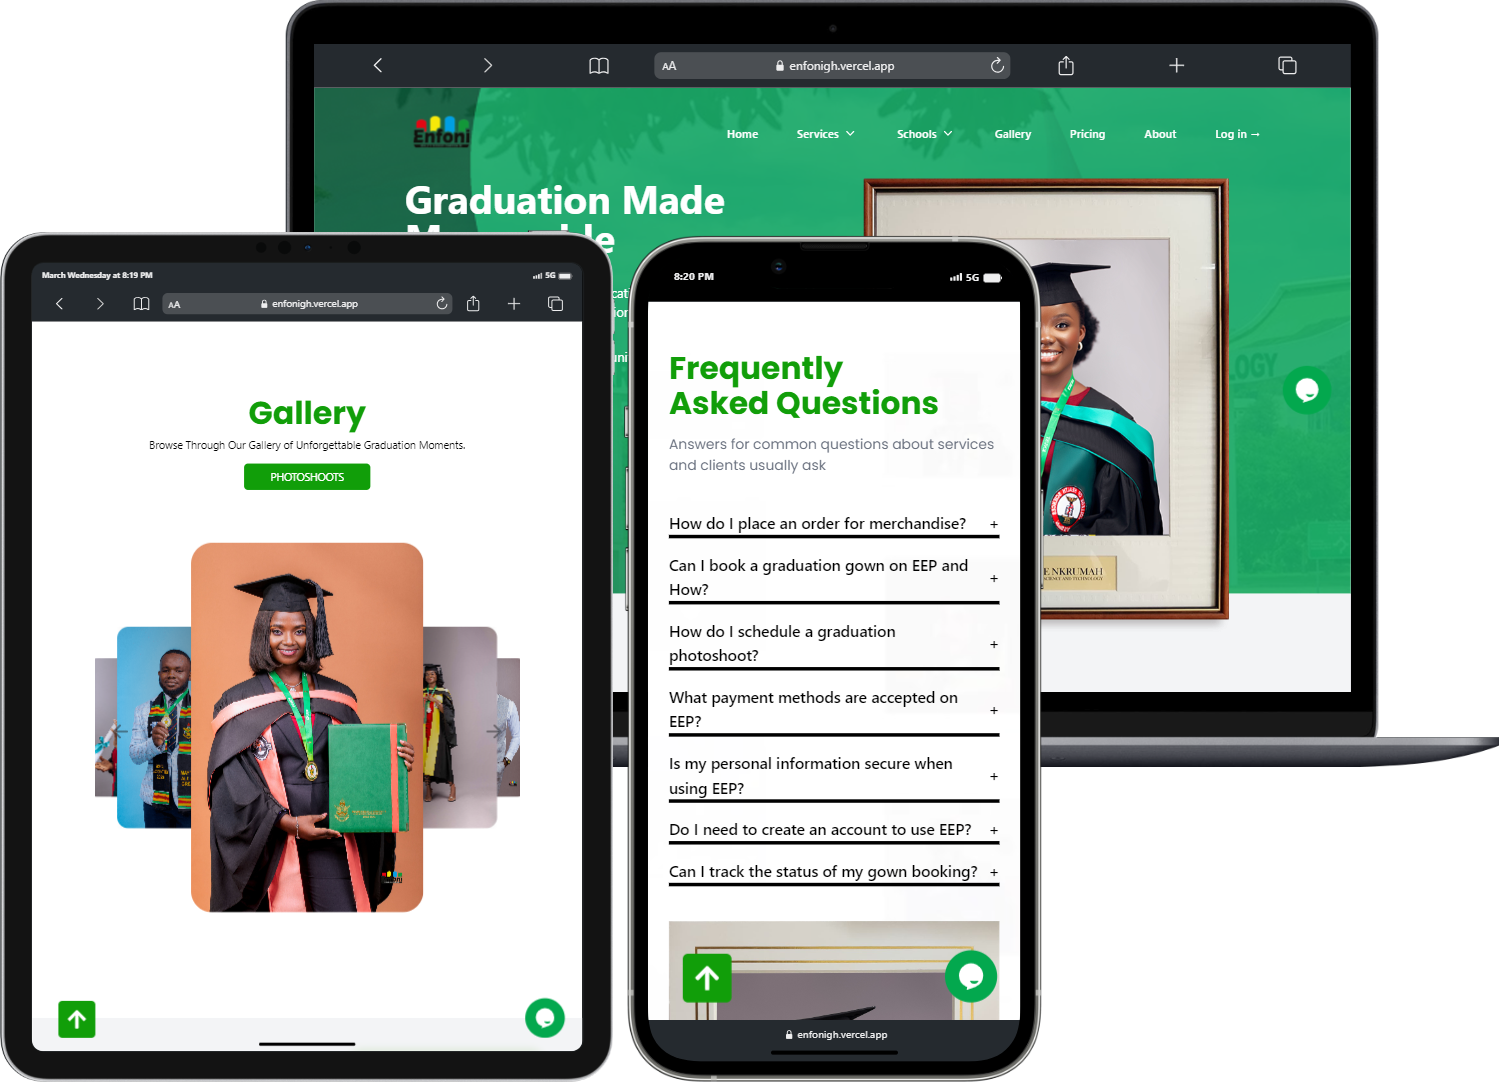 AA
enfonigh.vercel.app
Enfoni
Home
Services
Schools
Gallery
Pricing
About
Log in →
Graduation Made
LOGY
E NKRUMAH
SCIENCE AND TECHNOLOGY
March Wednesday at 8:19 PM
5G
AA
enfonigh.vercel.app
Gallery
Browse Through Our Gallery of Unforgettable Graduation Moments.
PHOTOSHOOTS
8:20 PM
5G
Frequently
Asked Questions
Answers for common questions about services
and clients usually ask
How do I place an order for merchandise? +
Can I book a graduation gown on EEP and
How? +
How do I schedule a graduation
photoshoot? +
What payment methods are accepted on
EEP? +
Is my personal information secure when
using EEP? +
Do I need to create an account to use EEP? +
Can I track the status of my gown booking? +
enfonigh.vercel.app